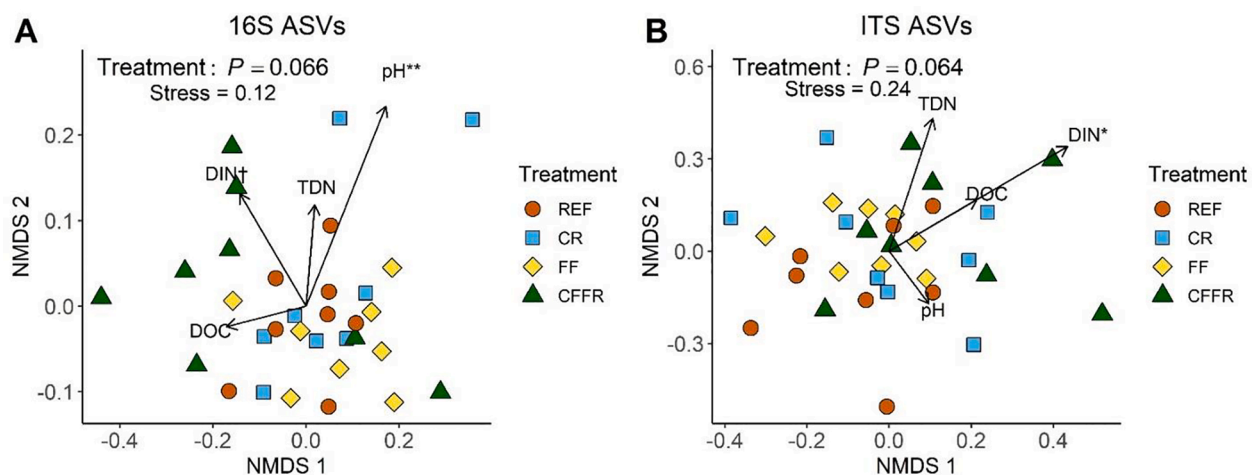 A
16S ASVs
Treatment: P = 0.066
Stress = 0.12
pH**
DIN†
TDN
DOC
NMDS 2
0.2
0.1
0.0
-0.1
-0.4
-0.2
0.0
0.2
NMDS 1
Treatment
REF
CR
FF
CFFR
B
ITS ASVs
Treatment: P = 0.064
Stress = 0.24
TDN
DIN*
DOC
pH
NMDS 2
0.6
0.3
0.0
-0.3
-0.4
-0.2
0.0
0.2
0.4
NMDS 1
Treatment
REF
CR
FF
CFFR